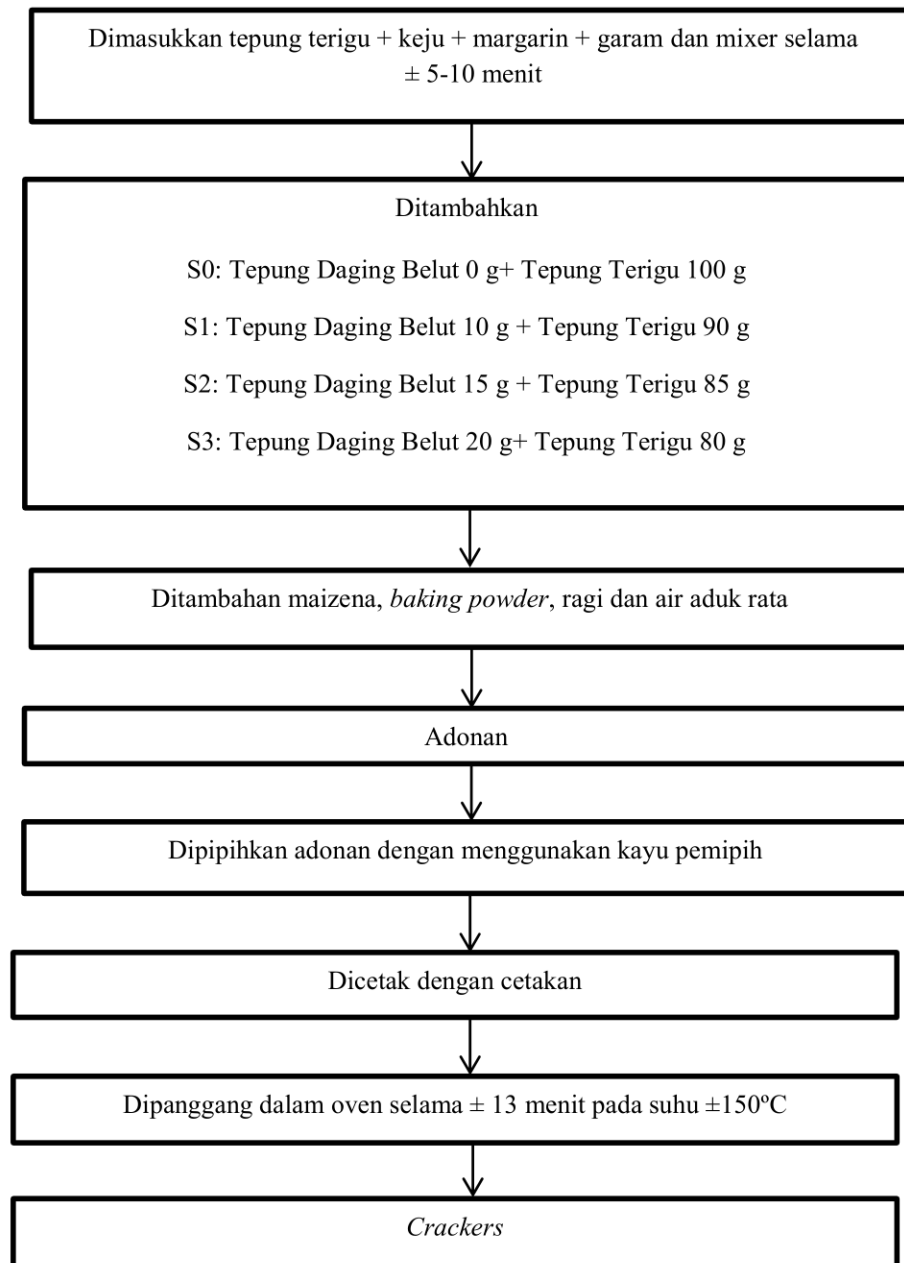 Dimasukkan tepung terigu + keju + margarin + garam dan mixer selama
± 5-10 menit
Ditambahkan
S0: Tepung Daging Belut 0 g+ Tepung Terigu 100 g
S1: Tepung Daging Belut 10 g + Tepung Terigu 90 g
S2: Tepung Daging Belut 15 g + Tepung Terigu 85 g
S3: Tepung Daging Belut 20 g+ Tepung Terigu 80 g
Ditambahan maizena, baking powder, ragi dan air aduk rata
Adonan
Dipipihkan adonan dengan menggunakan kayu pemipih
Dicetak dengan cetakan
Dipanggang dalam oven selama ± 13 menit pada suhu ±150ºC
Crackers